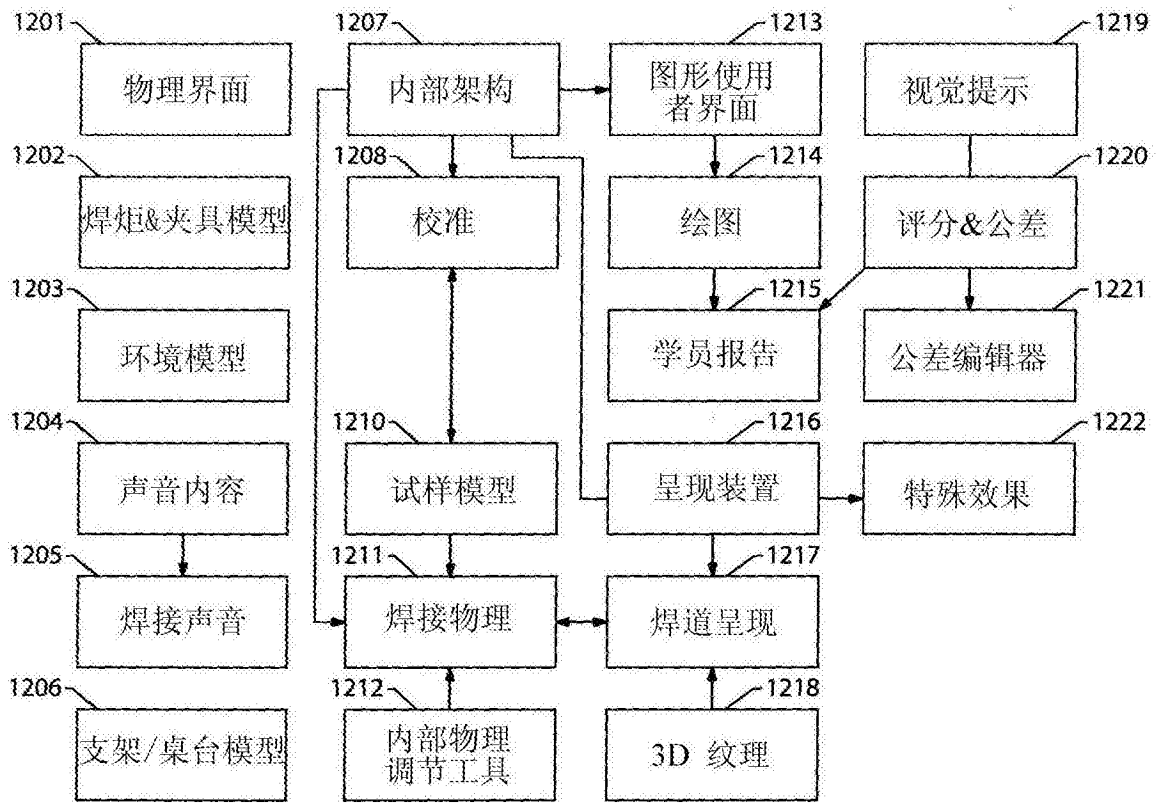 1201
物理界面
1202
焊炬&夹具模型
1203
环境模型
1204
声音内容
1205
焊接声音
1206
支架/桌台模型
1207
内部架构
1208
校准
1210
试样模型
1211
焊接物理
1212
内部物理
调节工具
1213
图形使用
者界面
1214
绘图
1215
学员报告
1216
呈现装置
1217
焊道呈现
1218
3D 纹理
1219
视觉提示
1220
评分&公差
1221
公差编辑器
1222
特殊效果